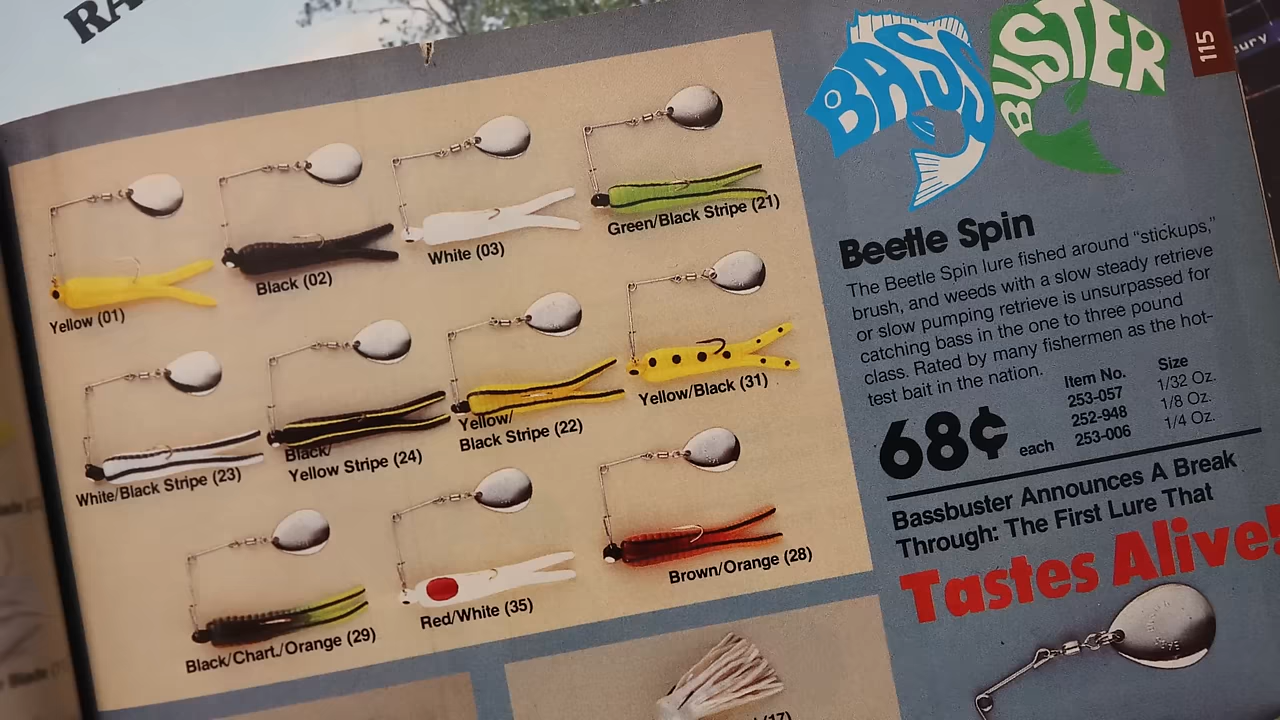 RA
115
BASS
BUSTER
Yellow (01)
Black (02)
White (03)
Green/Black Stripe (21)
White/Black Stripe (23)
Black/
Yellow Stripe (24)
Yellow/
Black Stripe (22)
Yellow/Black (31)
Black/Chart./Orange (29)
Red/White (35)
Brown/Orange (28)
(17)
Beetle Spin
The Beetle Spin lure fished around “stickups,”
brush, and weeds with a slow steady retrieve
or slow pumping retrieve is unsurpassed for
catching bass in the one to three pound
class. Rated by many fishermen as the hot-
test bait in the nation.
68¢ each
Item No. Size
253-057 1/32 Oz.
252-948 1/8 Oz.
253-006 1/4 Oz.
Bassbuster Announces A Break
Through: The First Lure That
Tastes Alive!